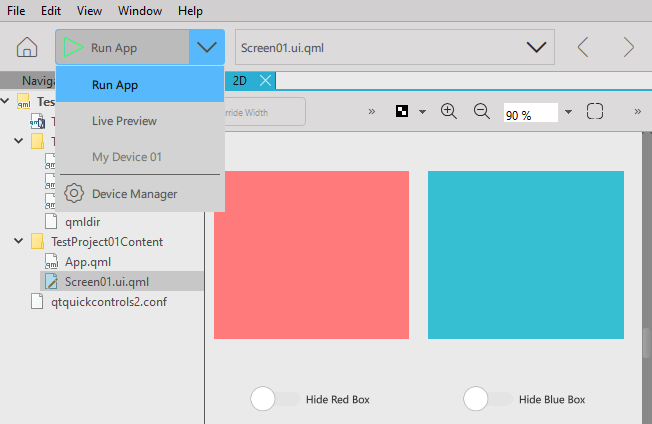 File Edit View Window Help
Run App
Screen01.ui.qml
Naviga
2D
Run App
rride Width
90 %
Tes
Live Preview
T
T
My Device 01
Device Manager
qmldir
TestProject01Content
App.qml
Screen01.ui.qml
qtquickcontrols2.conf
Hide Red Box
Hide Blue Box